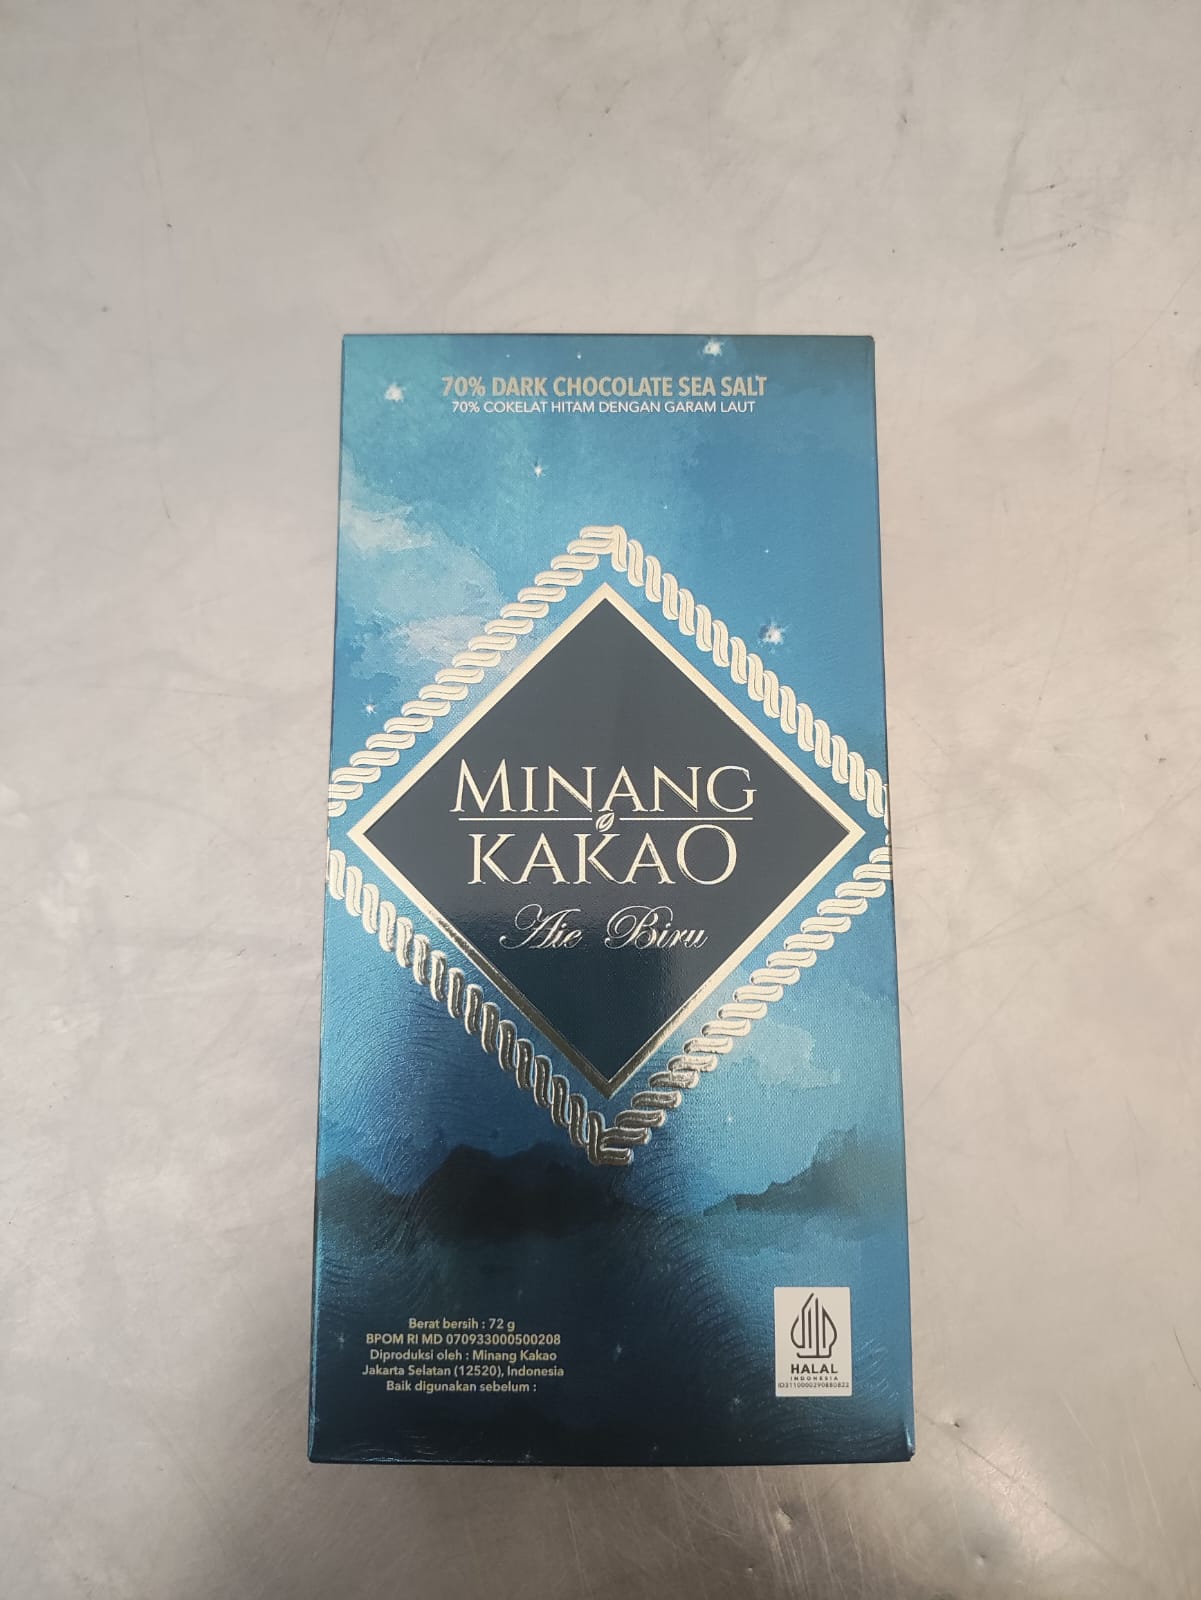 70% DARK CHOCOLATE SEA SALT
70% COKELAT HITAM DENGAN GARAM LAUT
MINANG
KAKAO
Aie Biru
Berat bersih : 72 g
BPOM RI MD 070933000500208
Diproduksi oleh : Minang Kakao
Jakarta Selatan (12520), Indonesia
Baik digunakan sebelum :
HALAL
INDONESIA
ID31110000290880822